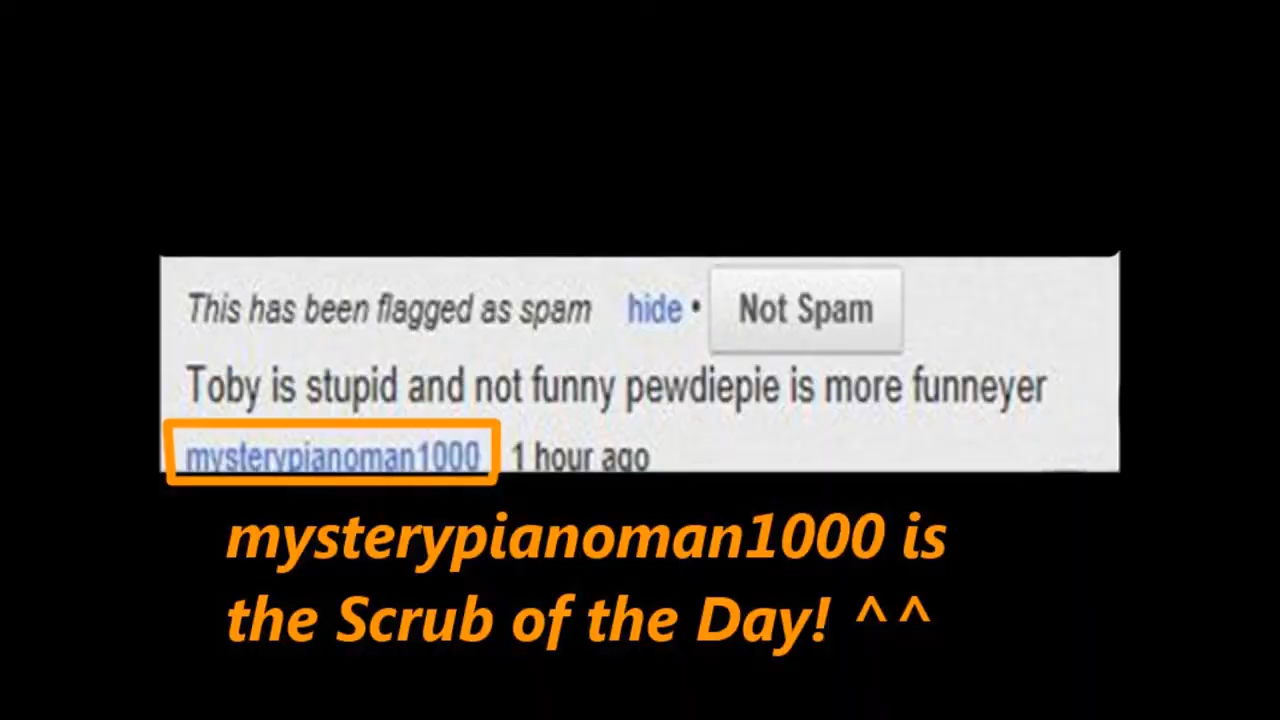 This has been flagged as spam hide • Not Spam
Toby is stupid and not funny pewdiepie is more funneyer
mysterypianoman1000 1 hour ago
mysterypianoman1000 is
the Scrub of the Day! ^^